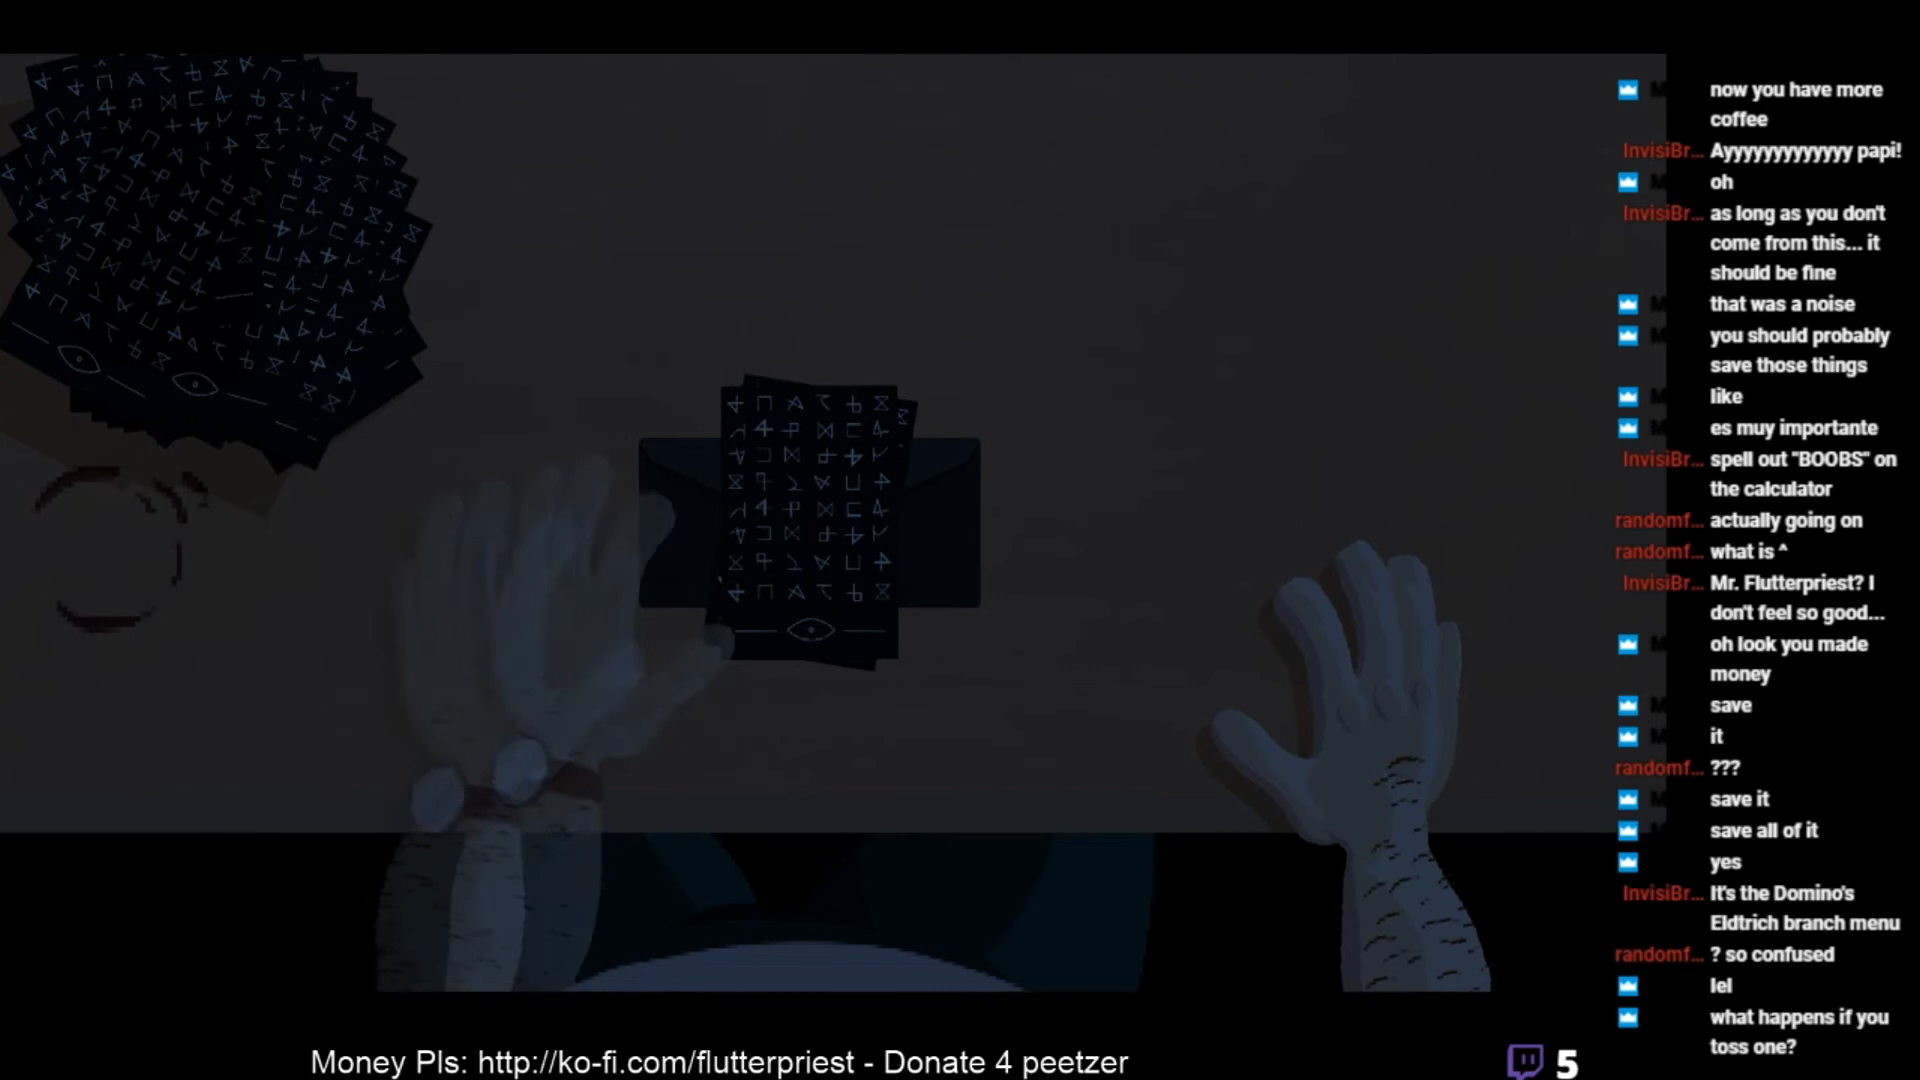 now you have more
coffee
InvisiBr... Ayyyyyyyyyyyyy papi!
oh
InvisiBr... as long as you don't
come from this... it
should be fine
that was a noise
you should probably
save those things
like
es muy importante
InvisiBr... spell out "BOOBS" on
the calculator
randomf... actually going on
randomf... what is ^
InvisiBr... Mr. Flutterpriest? I
don't feel so good...
oh look you made
money
save
it
randomf... ???
save it
save all of it
yes
InvisiBr... It's the Domino's
Eldtrich branch menu
randomf... ? so confused
lel
what happens if you
toss one?
Money Pls: http://ko-fi.com/flutterpriest - Donate 4 peetzer
5